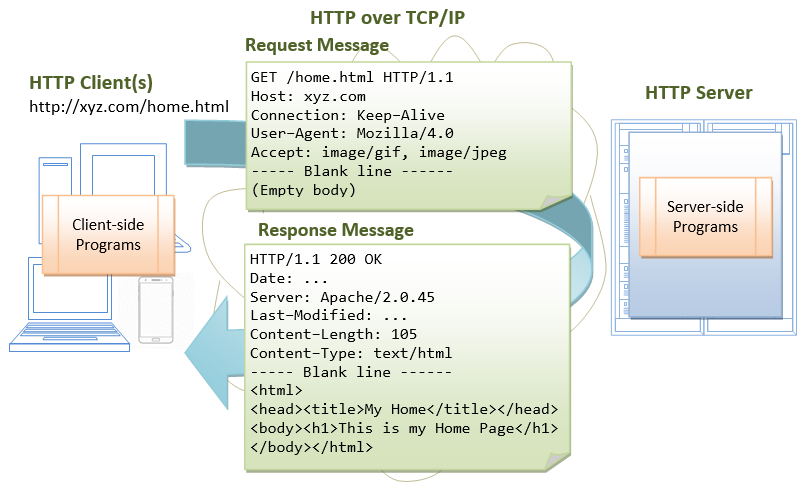 HTTP over TCP/IP
Request Message
HTTP Client(s)
http://xyz.com/home.html
GET /home.html HTTP/1.1
Host: xyz.com
Connection: Keep-Alive
User-Agent: Mozilla/4.0
Accept: image/gif, image/jpeg
----- Blank line ------
(Empty body)
HTTP Server
Client-side
Programs
Server-side
Programs
Response Message
HTTP/1.1 200 OK
Date: ...
Server: Apache/2.0.45
Last-Modified: ...
Content-Length: 105
Content-Type: text/html
----- Blank line ------
<html>
<head><title>My Home</title></head>
<body><h1>This is my Home Page</h1>
</body></html>